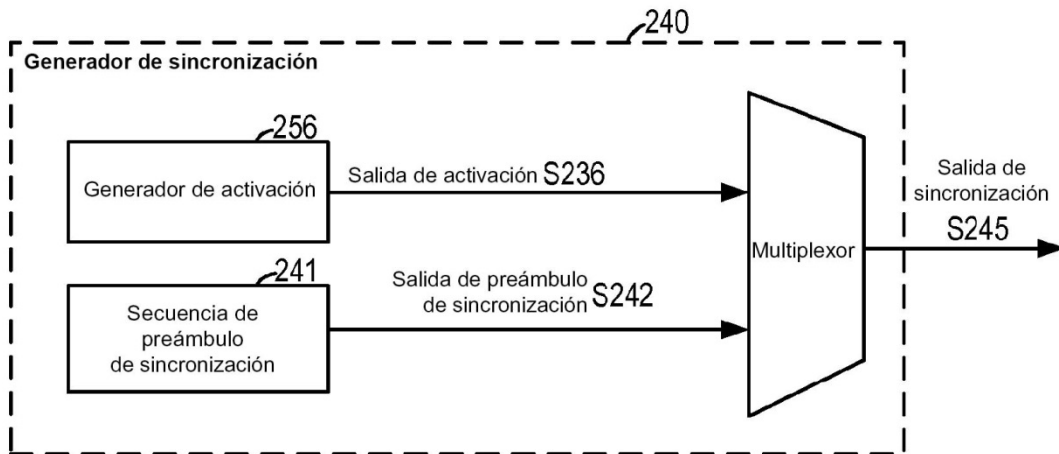 240
Generador de sincronización
256
Generador de activación
Salida de activación S236
241
Secuencia de
preámbulo
de sincronización
Salida de preámbulo
de sincronización S242
Multiplexor
Salida de
sincronización
S245